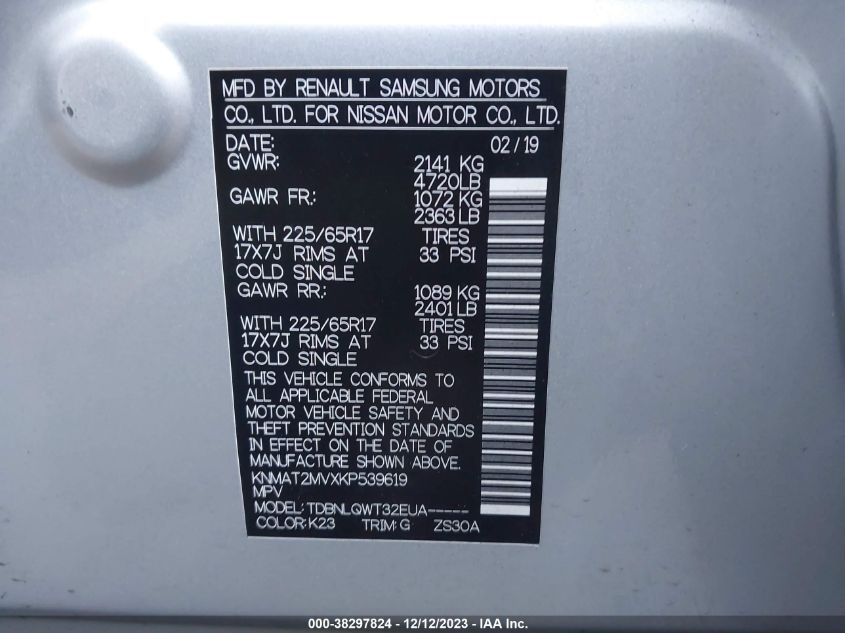 MFD BY RENAULT SAMSUNG MOTORS
CO., LTD. FOR NISSAN MOTOR CO., LTD.
DATE: 02/19
GVWR: 2141 KG
4720LB
GAWR FR.: 1072 KG
2363 LB
WITH 225/65R17 TIRES
17X7J RIMS AT 33 PSI
COLD SINGLE
GAWR RR.: 1089 KG
2401 LB
WITH 225/65R17 TIRES
17X7J RIMS AT 33 PSI
COLD SINGLE
THIS VEHICLE CONFORMS TO
ALL APPLICABLE FEDERAL
MOTOR VEHICLE SAFETY AND
THEFT PREVENTION STANDARDS
IN EFFECT ON THE DATE OF
MANUFACTURE SHOWN ABOVE.
KNMAT2MVXKP539619
MPV
MODEL: TDBNLQWT32EUA-----
COLOR: K23 TRIM: G ZS30A
000-38297824 - 12/12/2023 - IAA Inc.